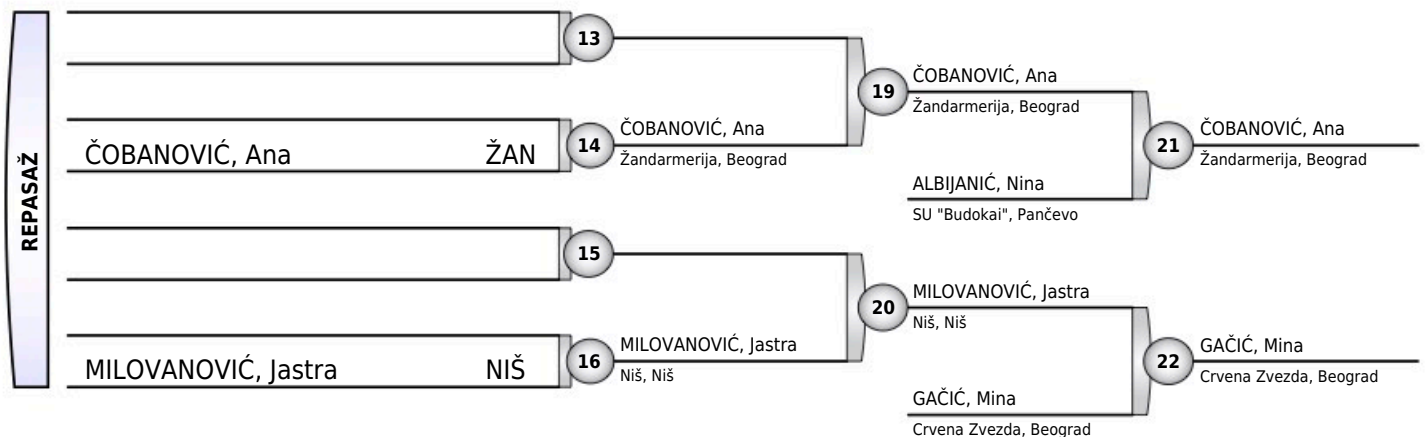 REPASAŽ
13
ČOBANOVIĆ, Ana ŽAN
14
ČOBANOVIĆ, Ana
Žandarmerija, Beograd
15
MILOVANOVIĆ, Jastra NIŠ
16
MILOVANOVIĆ, Jastra
Niš, Niš
19
ČOBANOVIĆ, Ana
Žandarmerija, Beograd
ALBIJANIĆ, Nina
SU "Budokai", Pančevo
20
MILOVANOVIĆ, Jastra
Niš, Niš
GAČIĆ, Mina
Crvena Zvezda, Beograd
21
ČOBANOVIĆ, Ana
Žandarmerija, Beograd
22
GAČIĆ, Mina
Crvena Zvezda, Beograd